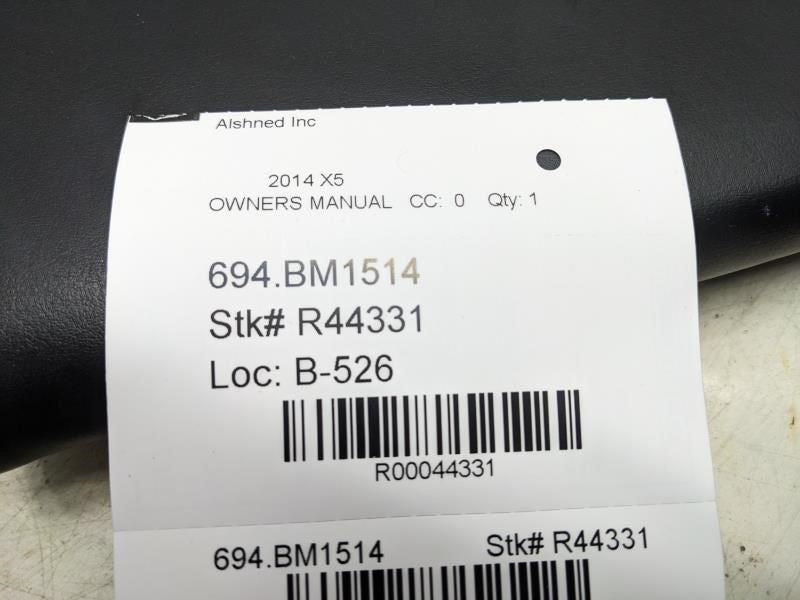 Alshned Inc
2014 X5
OWNERS MANUAL CC: 0 Qty: 1
694.BM1514
Stk# R44331
Loc: B-526
R00044331
694.BM1514 Stk# R44331